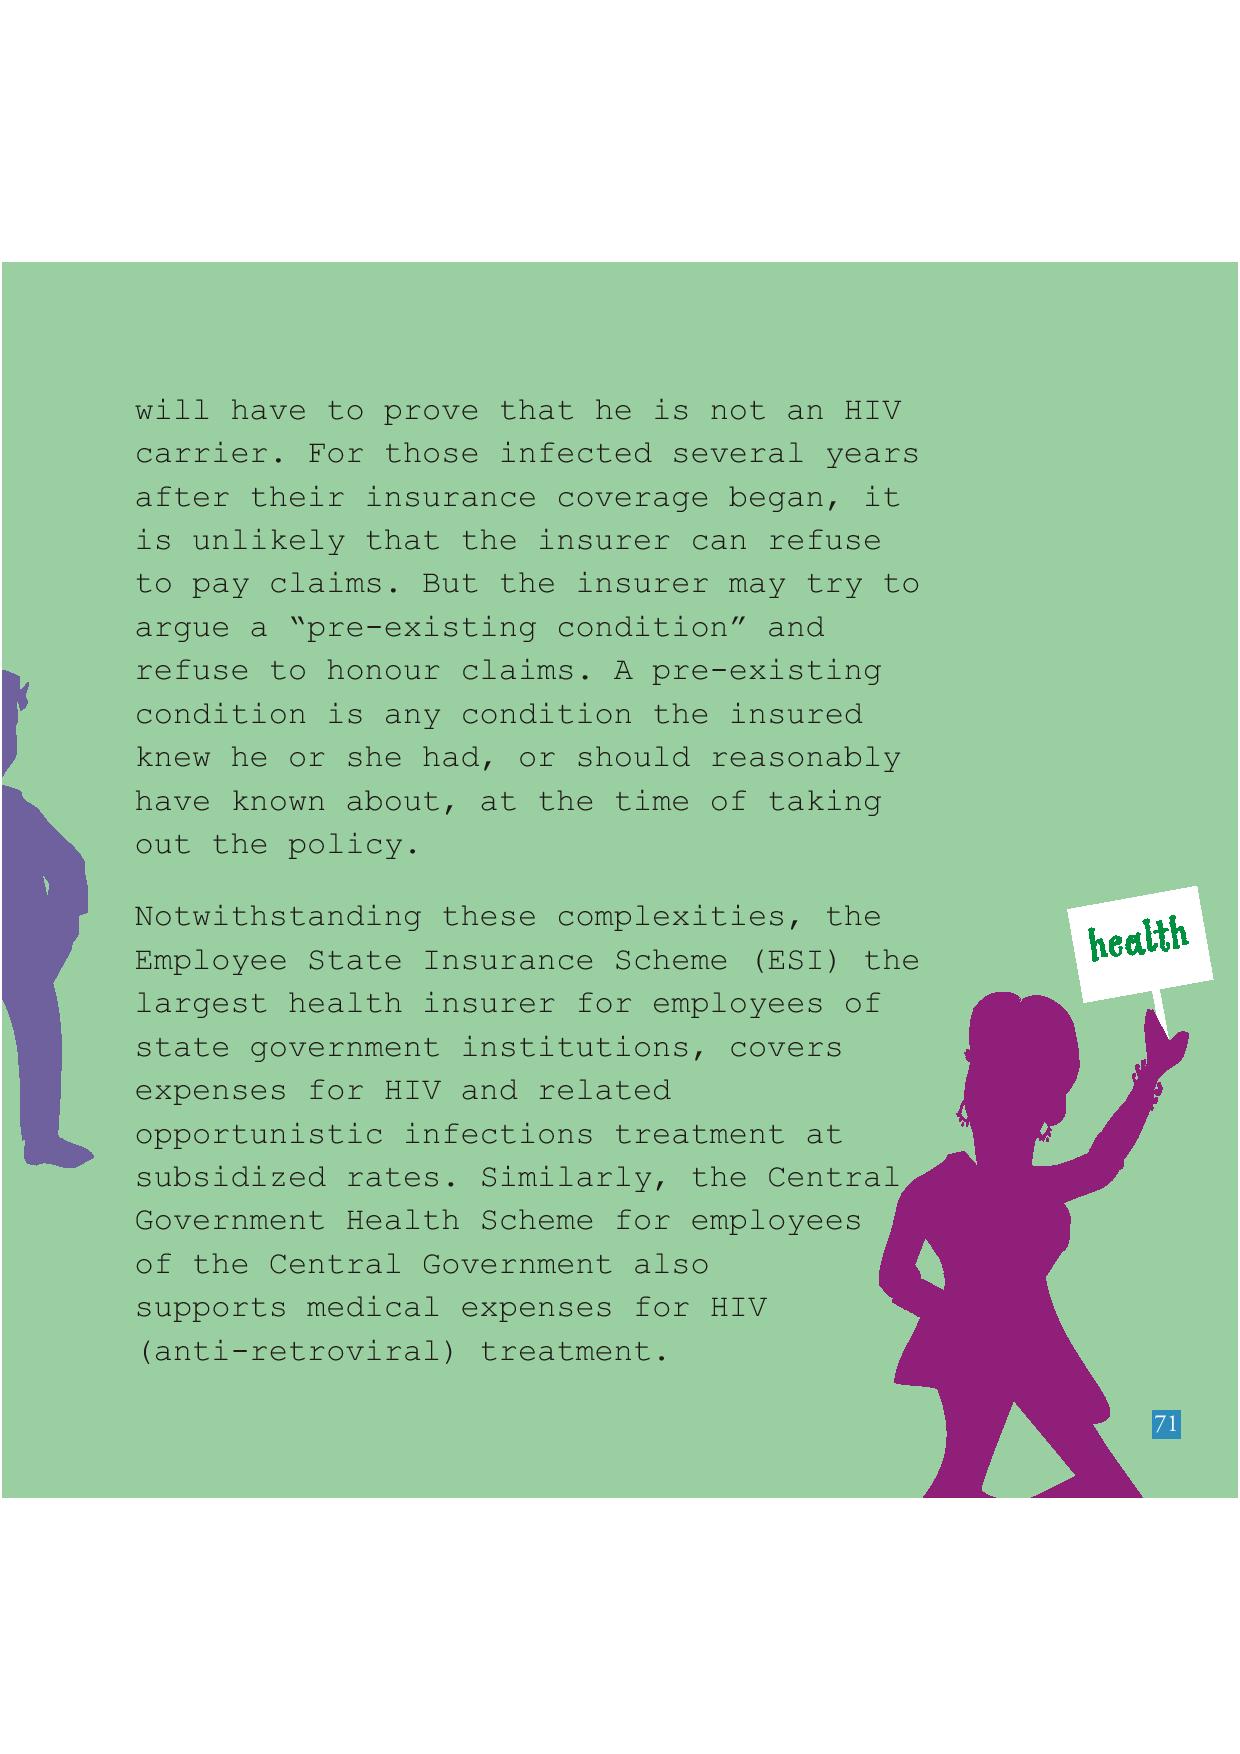 will have to prove that he is not an HIV
carrier. For those infected several years
after their insurance coverage began, it
is unlikely that the insurer can refuse
to pay claims. But the insurer may try to
argue a “pre-existing condition” and
refuse to honour claims. A pre-existing
condition is any condition the insured
knew he or she had, or should reasonably
have known about, at the time of taking
out the policy.
Notwithstanding these complexities, the
Employee State Insurance Scheme (ESI) the
largest health insurer for employees of
state government institutions, covers
expenses for HIV and related
opportunistic infections treatment at
subsidized rates. Similarly, the Central
Government Health Scheme for employees
of the Central Government also
supports medical expenses for HIV
(anti-retroviral) treatment.
health
71